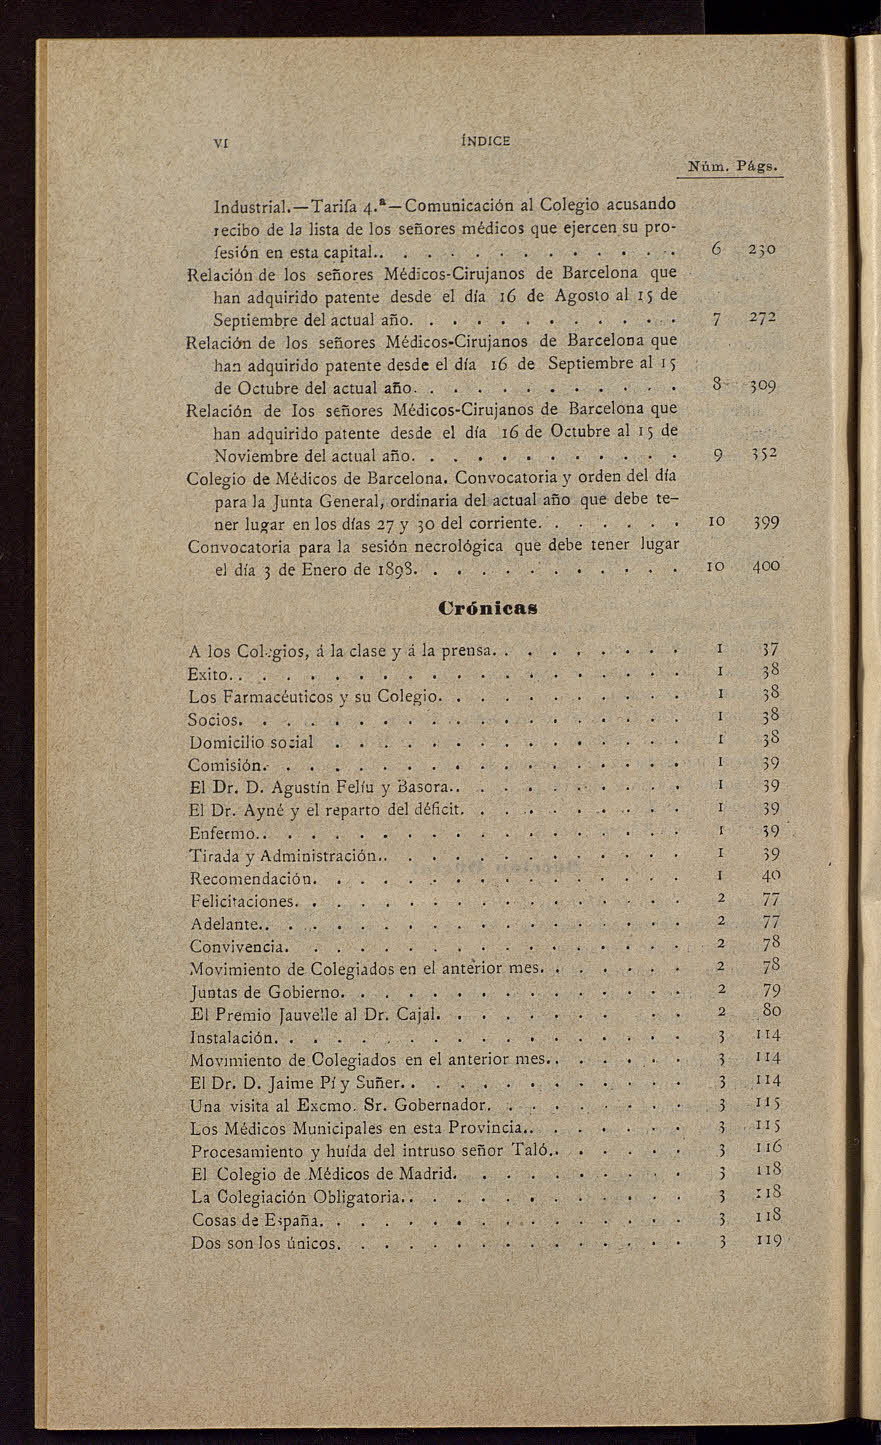 VI ÍNDICE
Núm. Págs.
Industrial.—Tarifa 4.ª—Comunicación al Colegio acusando
recibo de la lista de los señores médicos que ejercen su pro-
fesión en esta capital. . . . . . . . . . . . . 6 230
Relación de los señores Médicos-Cirujanos de Barcelona que
han adquirido patente desde el día 16 de Agosto al 15 de
Septiembre del actual año. . . . . . . . . . . . 7 272
Relación de los señores Médicos-Cirujanos de Barcelona que
han adquirido patente desde el día 16 de Septiembre al 15
de Octubre del actual año. . . . . . . . . . . . 8 309
Relación de los señores Médicos-Cirujanos de Barcelona que
han adquirido patente desde el día 16 de Octubre al 15 de
Noviembre del actual año. . . . . . . . . . . . 9 352
Colegio de Médicos de Barcelona. Convocatoria y orden del día
para la Junta General, ordinaria del actual año que debe te-
ner lugar en los días 27 y 30 del corriente. . . . . . . 10 399
Convocatoria para la sesión necrológica que debe tener lugar
el día 3 de Enero de 1898. . . . . . . . . . . . 10 400
Crónicas
A los Colegios, á la clase y á la prensa. . . . . . . . . 1 37
Exito. . . . . . . . . . . . . . . . . . . . 1 38
Los Farmacéuticos y su Colegio. . . . . . . . . . . 1 38
Socios. . . . . . . . . . . . . . . . . . . 1 38
Domicilio social . . . . . . . . . . . . . . . 1 38
Comisión. . . . . . . . . . . . . . . . . . 1 39
El Dr. D. Agustín Felíu y Basora. . . . . . . . . . . 1 39
El Dr. Ayné y el reparto del déficit. . . . . . . . . . 1 39
Enfermo. . . . . . . . . . . . . . . . . . . 1 39
Tirada y Administración. . . . . . . . . . . . . . 1 39
Recomendación. . . . . . . . . . . . . . . . 1 40
Felicitaciones. . . . . . . . . . . . . . . . . 2 77
Adelante. . . . . . . . . . . . . . . . . . . 2 77
Convivencia. . . . . . . . . . . . . . . . . 2 78
Movimiento de Colegiados en el anterior mes. . . . . . . 2 78
Juntas de Gobierno. . . . . . . . . . . . . . . 2 79
El Premio Jauvelle al Dr. Cajal. . . . . . . . . . 2 80
Instalación. . . . . . . . . . . . . . . . . . 3 114
Movimiento de Colegiados en el anterior mes. . . . . . . 3 114
El Dr. D. Jaime Pí y Suñer. . . . . . . . . . . . . 3 114
Una visita al Excmo. Sr. Gobernador. . . . . . . . . 3 115
Los Médicos Municipales en esta Provincia. . . . . . . . 3 115
Procesamiento y huída del intruso señor Taló. . . . . . . 3 116
El Colegio de Médicos de Madrid. . . . . . . . . . 3 118
La Colegiación Obligatoria. . . . . . . . . . . . . 3 118
Cosas de España. . . . . . . . . . . . . . . . 3 118
Dos son los únicos. . . . . . . . . . . . . . . 3 119